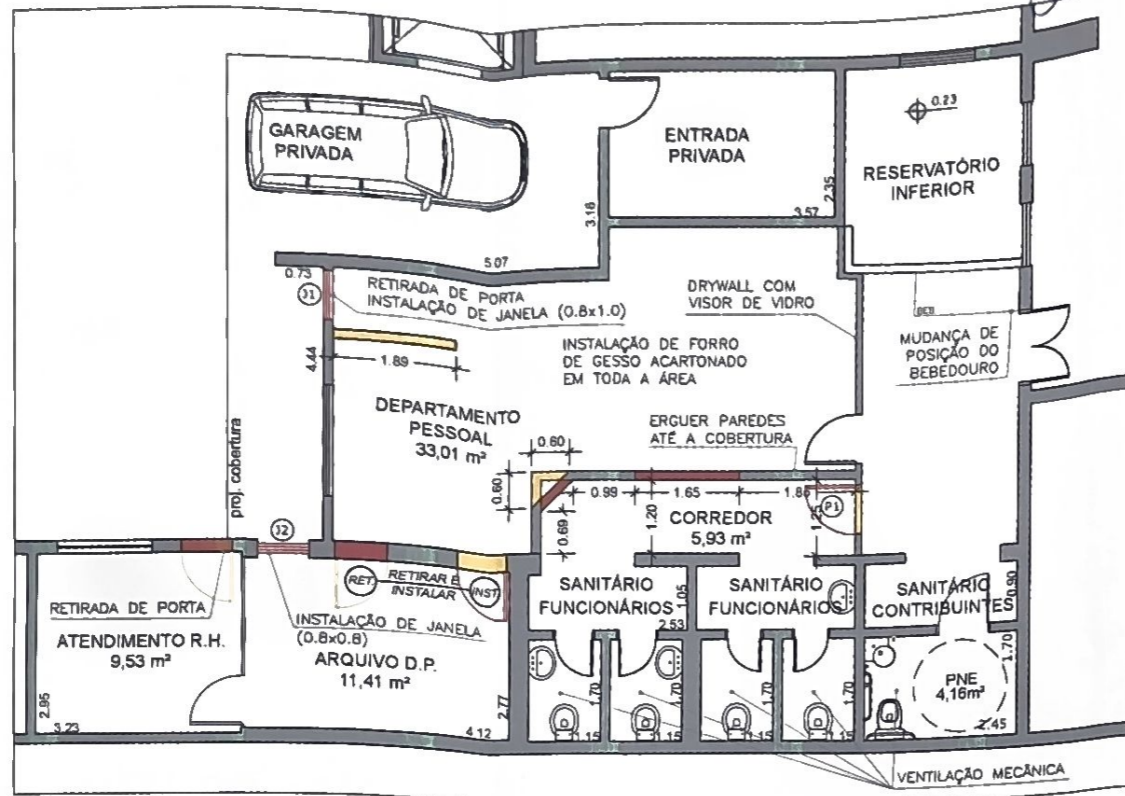 GARAGEM
PRIVADA
ENTRADA
PRIVADA
0.23
RESERVATÓRIO
INFERIOR
3.16
2.35
3.57
5.07
0.73
J1
RETIRADA DE PORTA
INSTALAÇÃO DE JANELA (0.8x1.0)
DRYWALL COM
VISOR DE VIDRO
BEB
MUDANÇA DE
POSIÇÃO DO
BEBEDOURO
INSTALAÇÃO DE FORRO
DE GESSO ACARTONADO
EM TODA A ÁREA
4.44
1.89
DEPARTAMENTO
PESSOAL
33,01 m²
ERGUER PAREDES
ATÉ A COBERTURA
proj. cobertura
0.60
0.60
0.99
1.65
1.20
0.69
P1
CORREDOR
5,93 m²
J2
RET.
RETIRAR E
INSTALAR
INST.
RETIRADA DE PORTA
ATENDIMENTO R.H.
9,53 m²
INSTALAÇÃO DE JANELA
(0.8x0.8)
ARQUIVO D.P.
11,41 m²
SANITÁRIO
FUNCIONÁRIOS
1.05
2.53
SANITÁRIO
FUNCIONÁRIOS
SANITÁRIO
CONTRIBUINTES
0.90
2.95
3.23
4.12
2.77
1.70
1.70
1.70
1.70
1.15
1.15
1.15
1.15
PNE
4,16m²
1.70
2.45
VENTILAÇÃO MECÂNICA